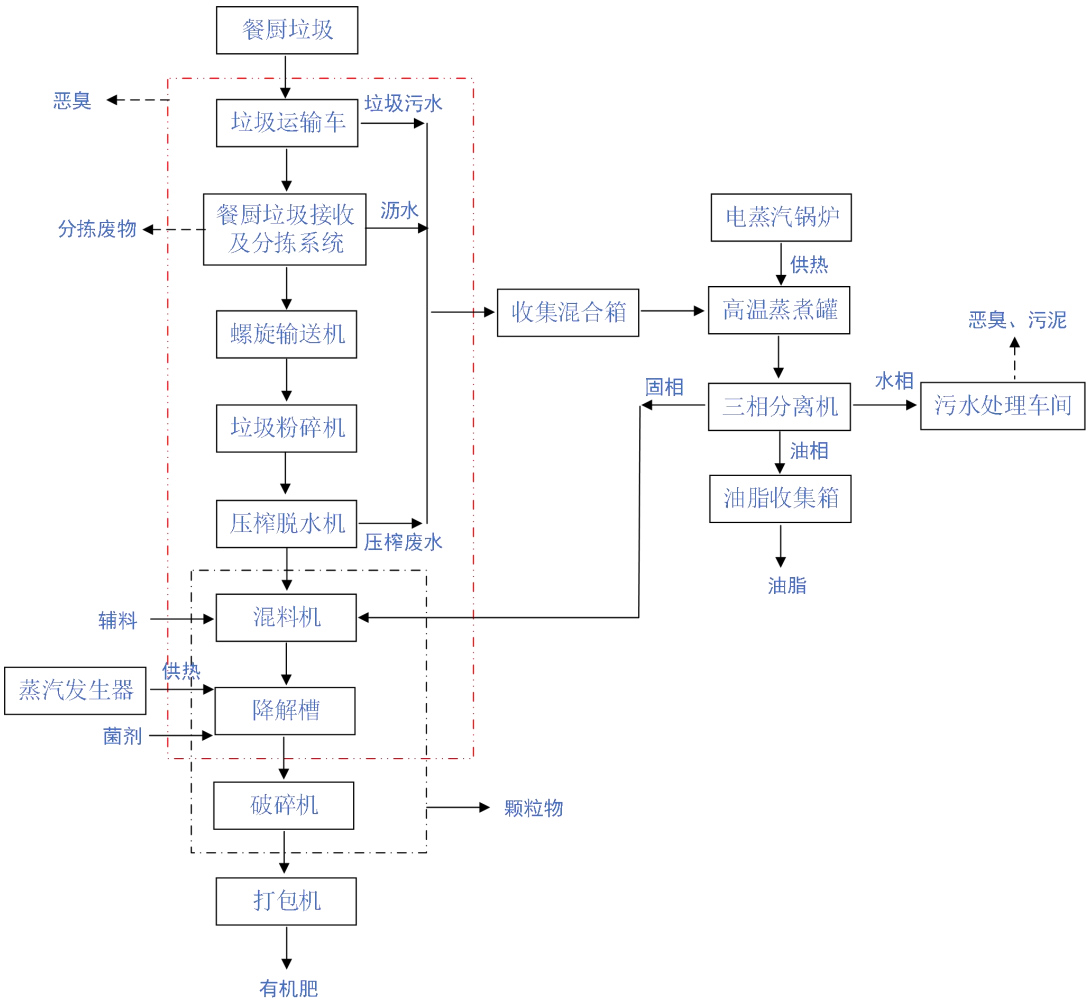 餐厨垃圾
恶臭
垃圾运输车
垃圾污水
分拣废物
餐厨垃圾接收
及分拣系统
沥水
螺旋输送机
垃圾粉碎机
压榨脱水机
压榨废水
收集混合箱
电蒸汽锅炉
供热
高温蒸煮罐
三相分离机
固相
水相
污水处理车间
恶臭、污泥
油相
油脂收集箱
油脂
辅料
混料机
蒸汽发生器
供热
菌剂
降解槽
破碎机
颗粒物
打包机
有机肥